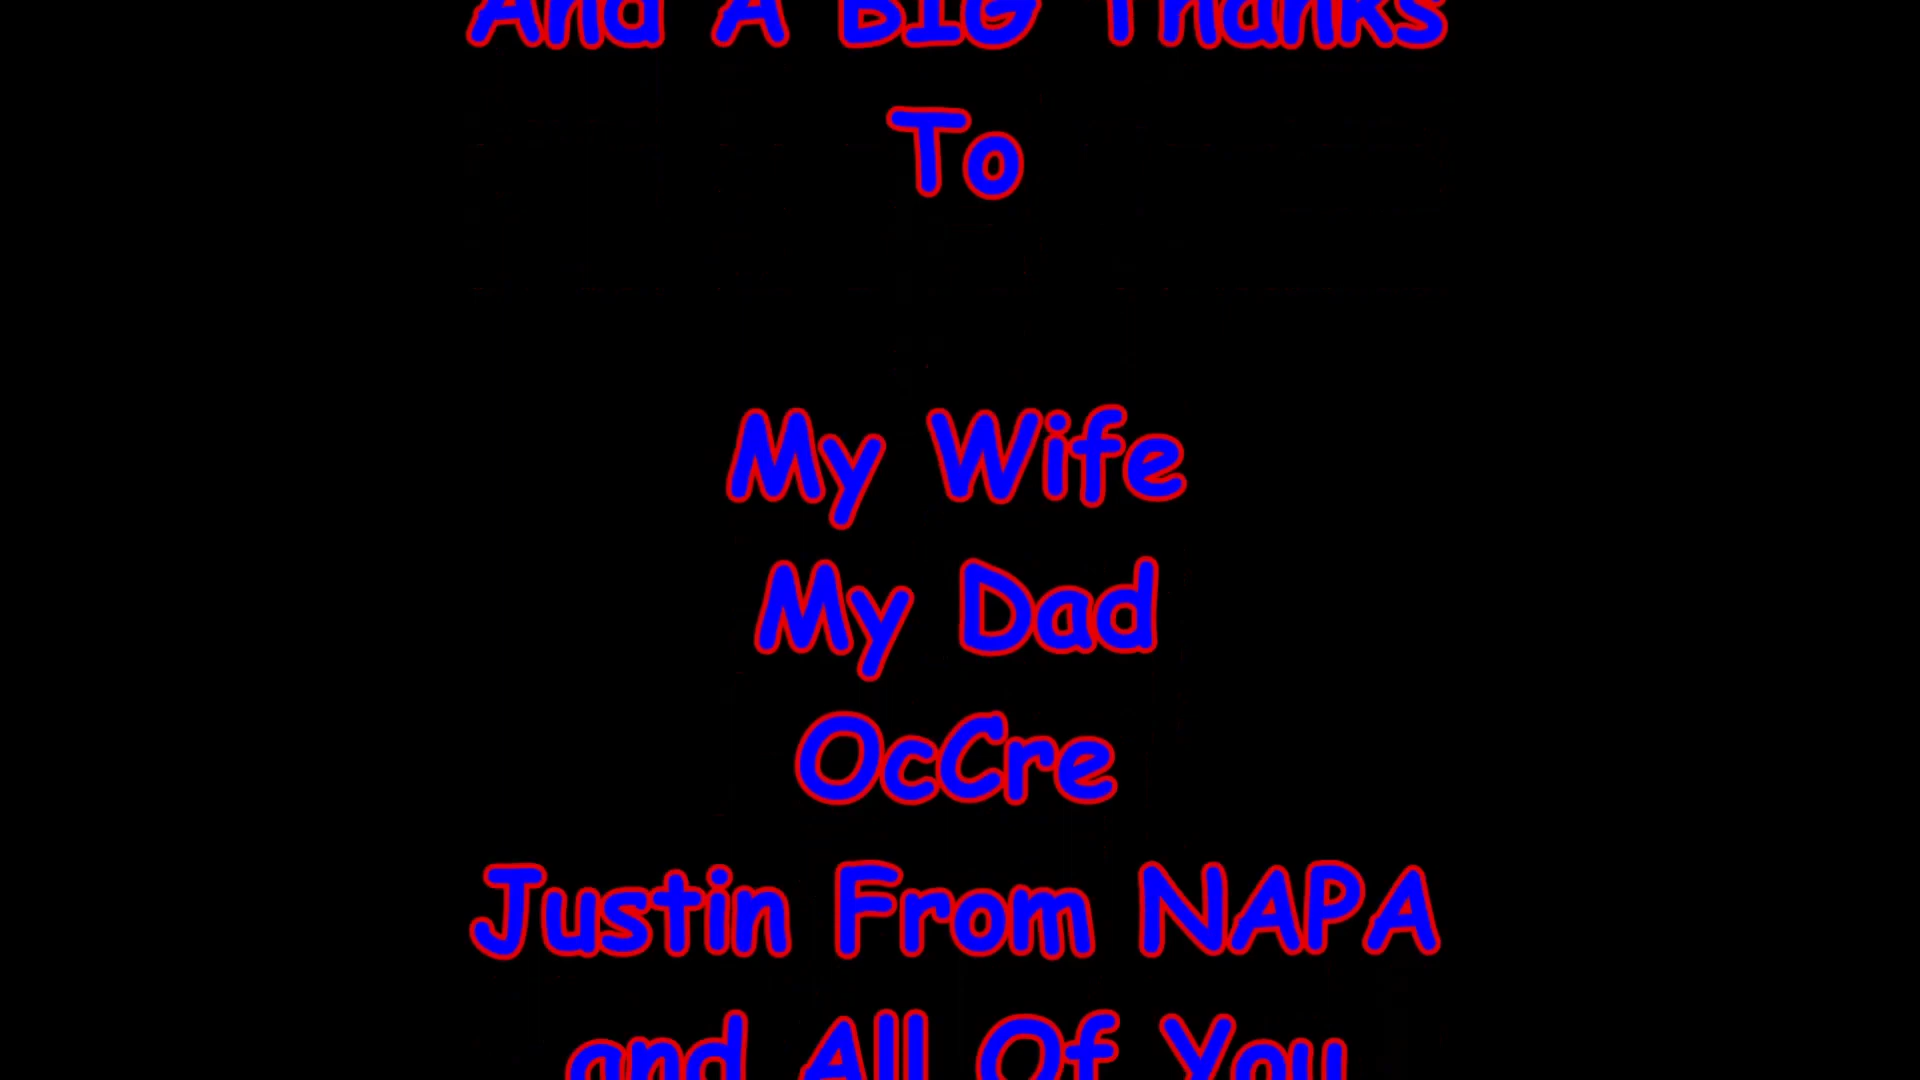 And A BIG Thanks
To
My Wife
My Dad
OcCre
Justin From NAPA
and All Of You